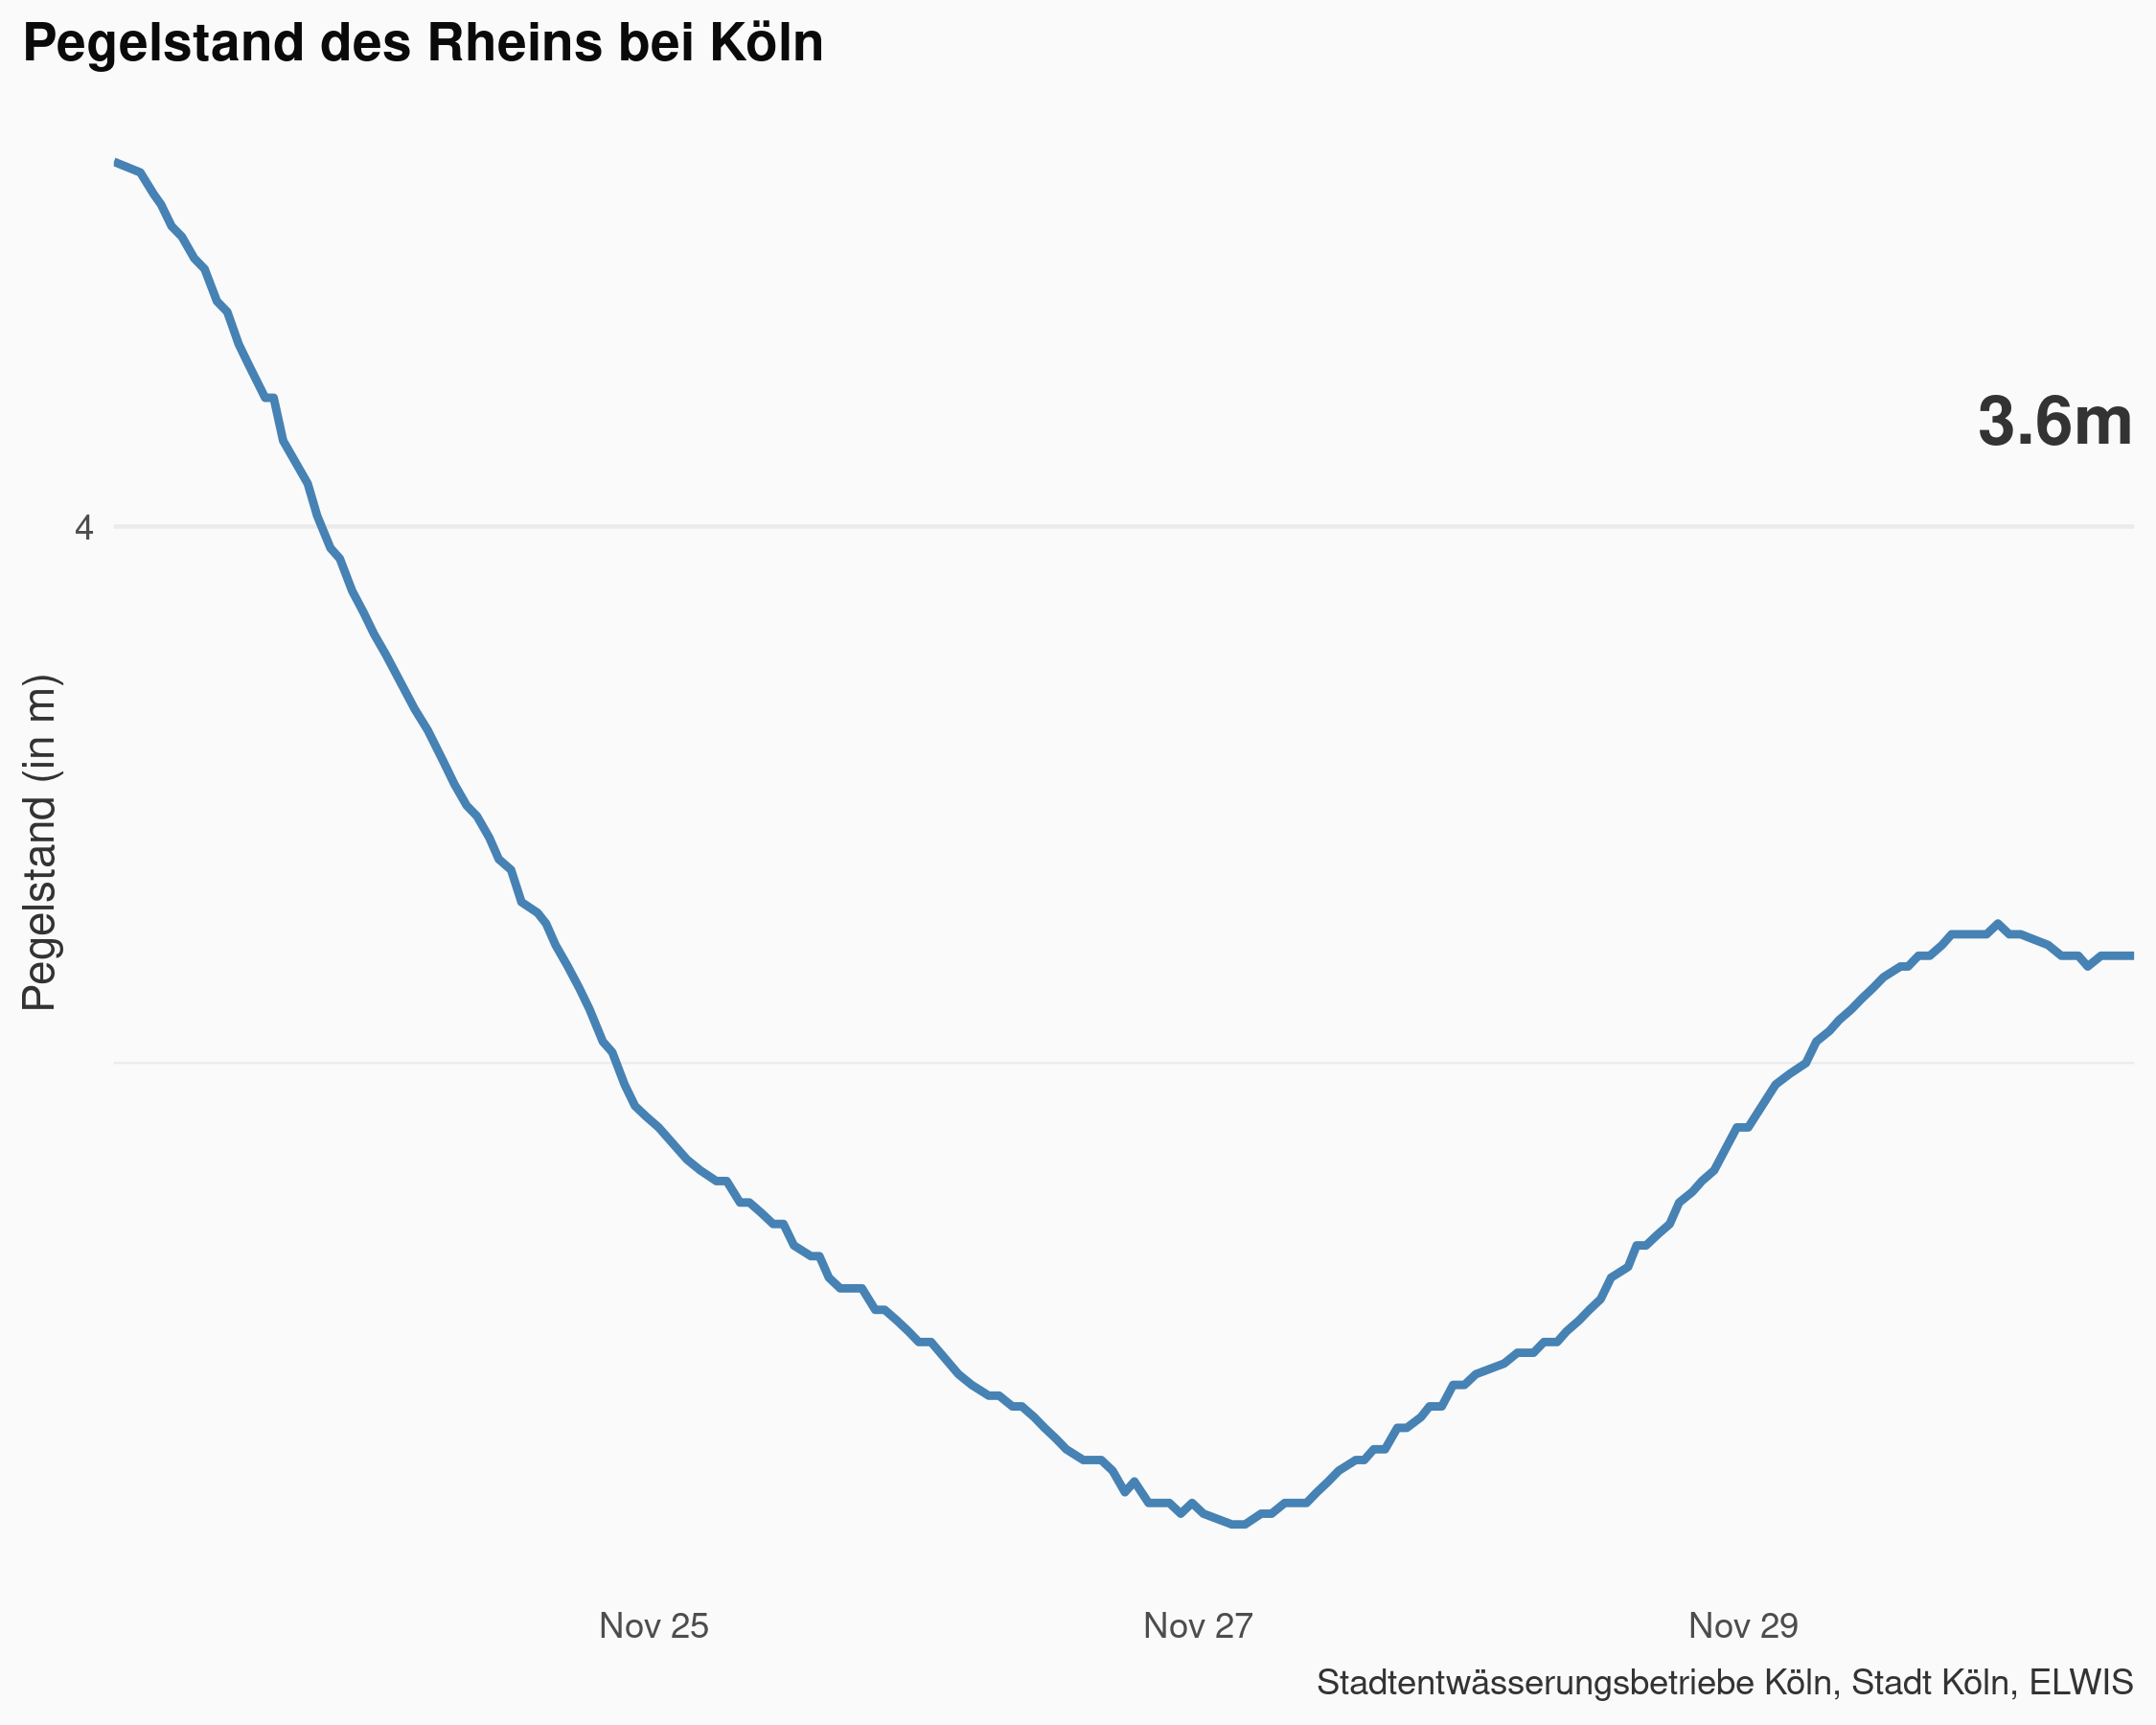 Pegelstand des Rheins bei Köln
3.6m
4
Pegelstand (in m)
Nov 25
Nov 27
Nov 29
Stadtentwässerungsbetriebe Köln, Stadt Köln, ELWIS